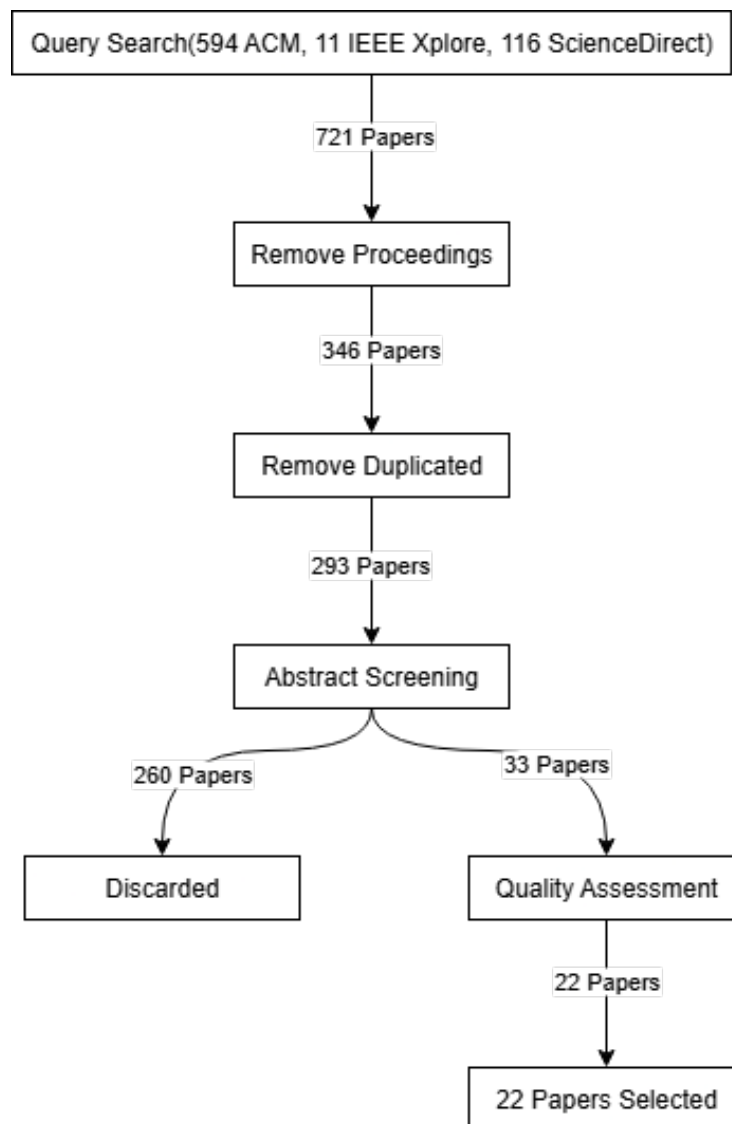 Query Search(594 ACM, 11 IEEE Xplore, 116 ScienceDirect)
721 Papers
Remove Proceedings
346 Papers
Remove Duplicated
293 Papers
Abstract Screening
260 Papers
33 Papers
Discarded
Quality Assessment
22 Papers
22 Papers Selected